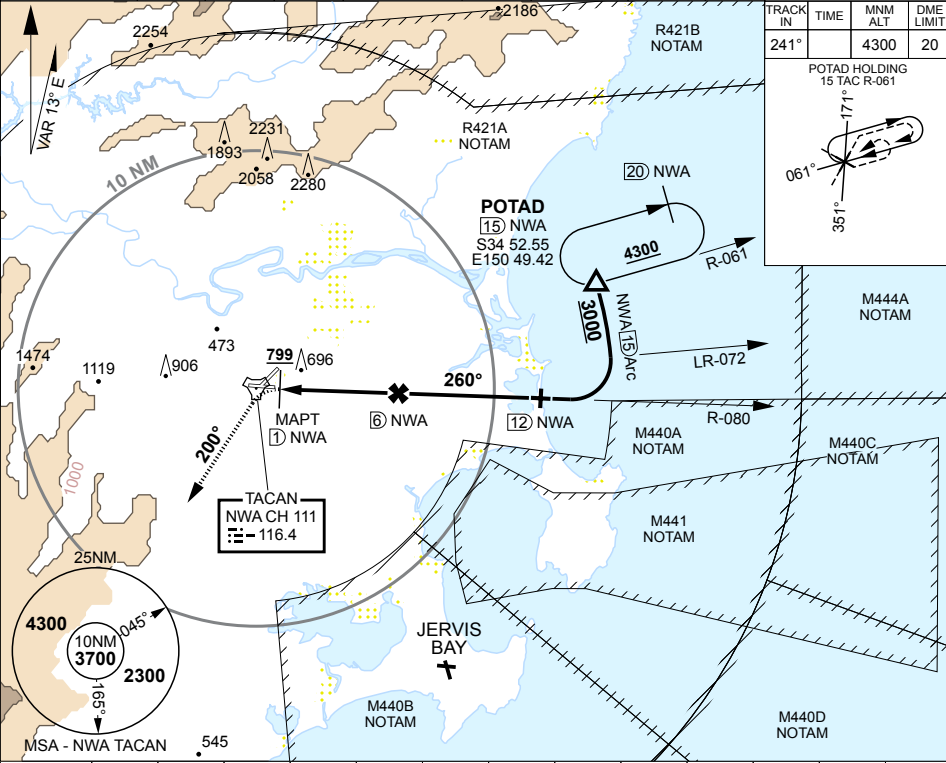 2186
2254
VAR 13° E
R421B
NOTAM
TRACK IN
TIME
MNM ALT
DME LIMIT
241°
4300
20
POTAD HOLDING
15 TAC R-061
171°
061°
351°
R421A
NOTAM
2231
1893
2058
2280
10 NM
20 NWA
POTAD
15 NWA
S34 52.55
E150 49.42
4300
R-061
3000
NWA 15 Arc
M444A
NOTAM
LR-072
473
1474
1119
906
799
696
260°
MAPT
1 NWA
6 NWA
12 NWA
R-080
200°
M440A
NOTAM
M440C
NOTAM
1000
TACAN
NWA CH 111
116.4
M441
NOTAM
25NM
4300
045°
10NM
3700
2300
165°
MSA - NWA TACAN
JERVIS
BAY
M440B
NOTAM
M440D
NOTAM
545